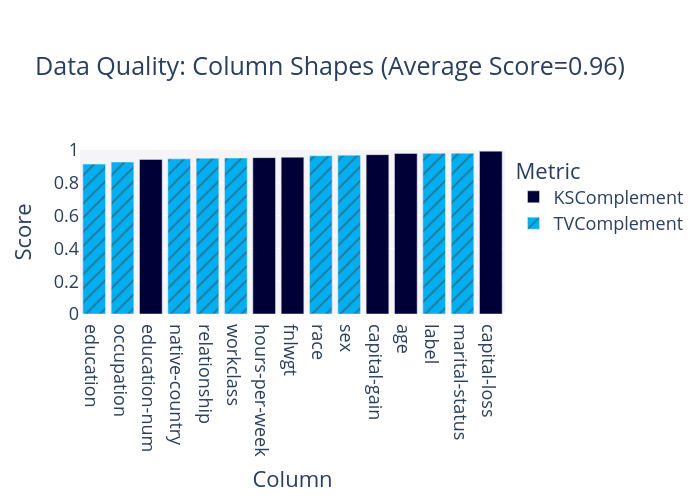 Data Quality: Column Shapes (Average Score=0.96)
Score
1
0.8
0.6
0.4
0.2
0
education
occupation
education-num
native-country
relationship
workclass
hours-per-week
fnlwgt
race
sex
capital-gain
age
label
marital-status
capital-loss
Column
Metric
KSComplement
TVComplement